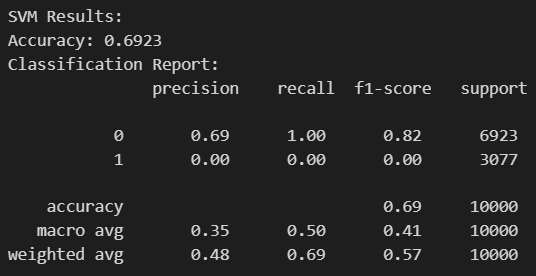 SVM Results:
Accuracy: 0.6923
Classification Report:
              precision    recall  f1-score   support

           0       0.69      1.00      0.82      6923
           1       0.00      0.00      0.00      3077

    accuracy                           0.69     10000
   macro avg       0.35      0.50      0.41     10000
weighted avg       0.48      0.69      0.57     10000